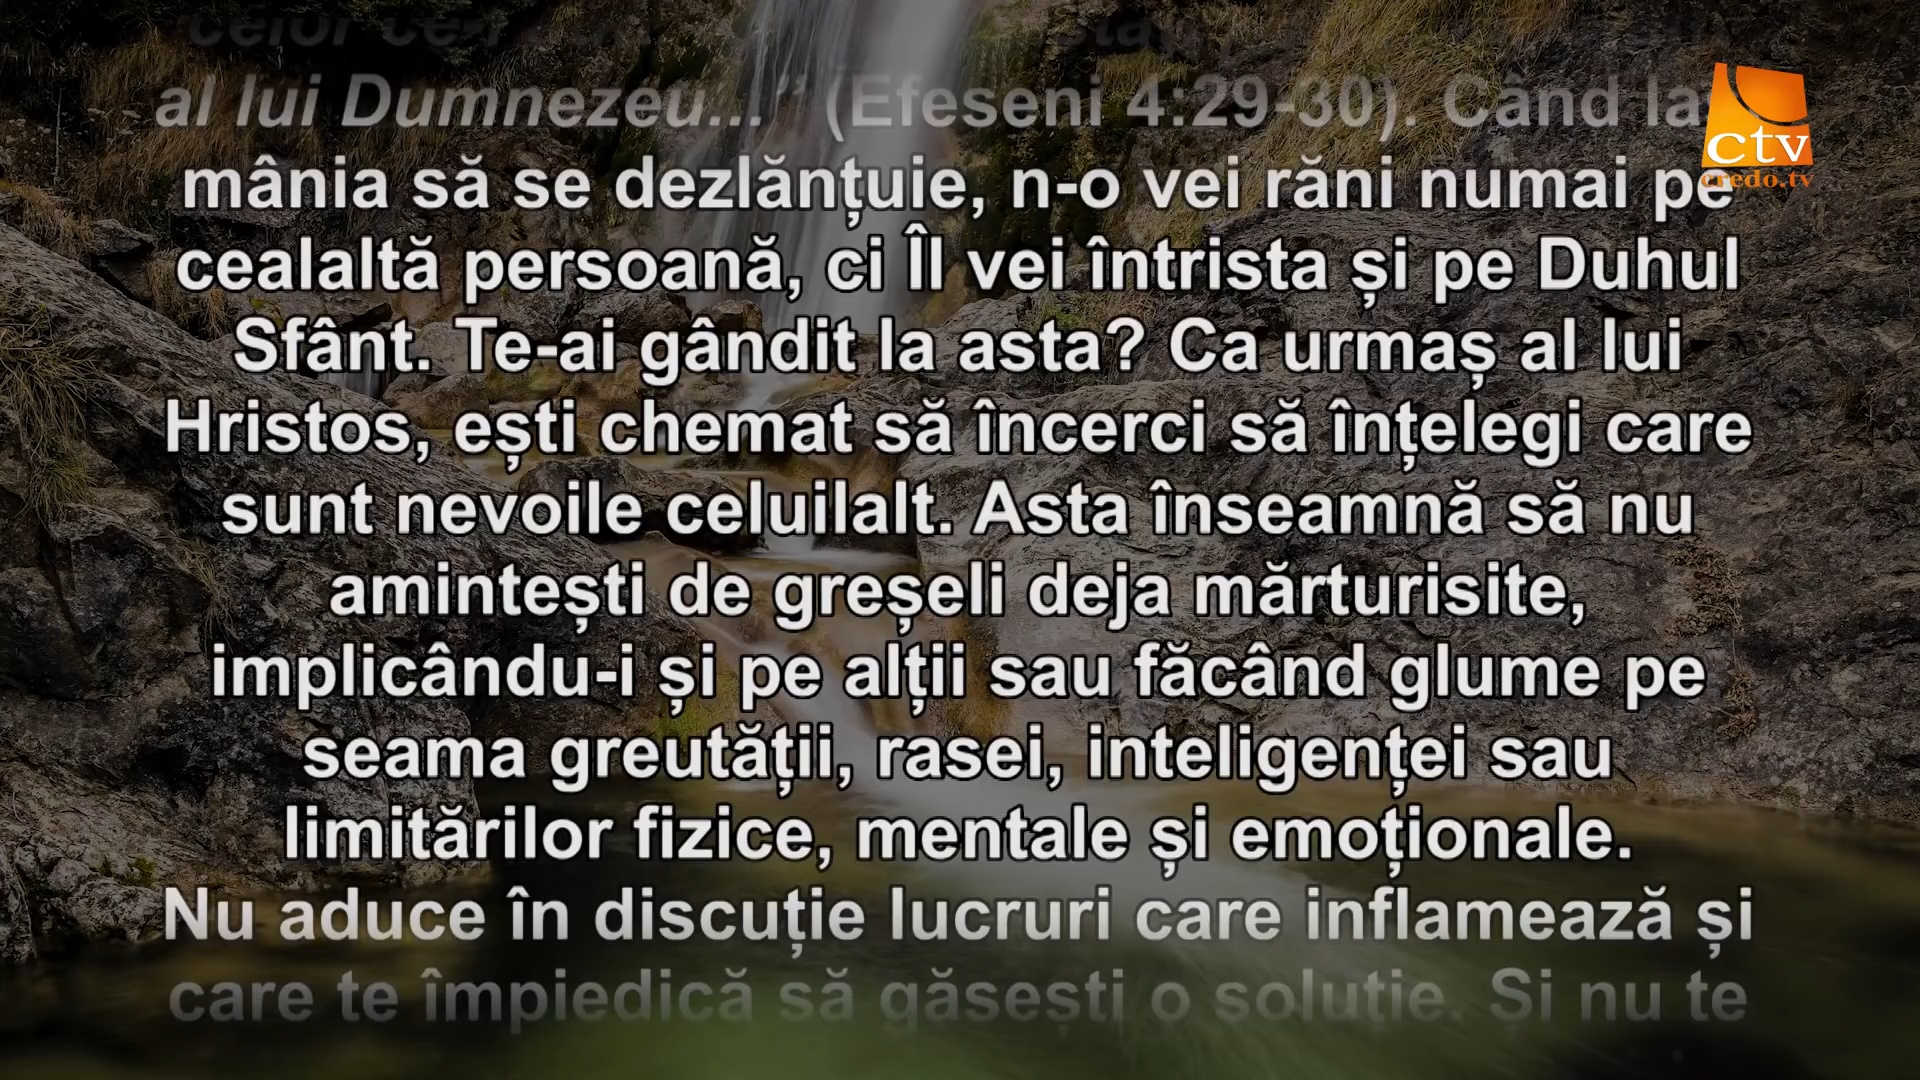 celor ce-l
al lui Dumnezeu...!” (Efeseni 4:29-30). Când
mânia să se dezlănțuie, n-o vei răni numai pe
cealaltă persoană, ci Îl vei întrista și pe Duhul
Sfânt. Te-ai gândit la asta? Ca urmaș al lui
Hristos, ești chemat să încerci să înțelegi care
sunt nevoile celuilalt. Asta înseamnă să nu
amintești de greșeli deja mărturisite,
implicându-i și pe alții sau făcând glume pe
seama greutății, rasei, inteligenței sau
limitărilor fizice, mentale și emoționale.
Nu aduce în discuție lucruri care inflamează și
care te împiedică să găsești o soluție. Și nu te
ctv
credo.tv